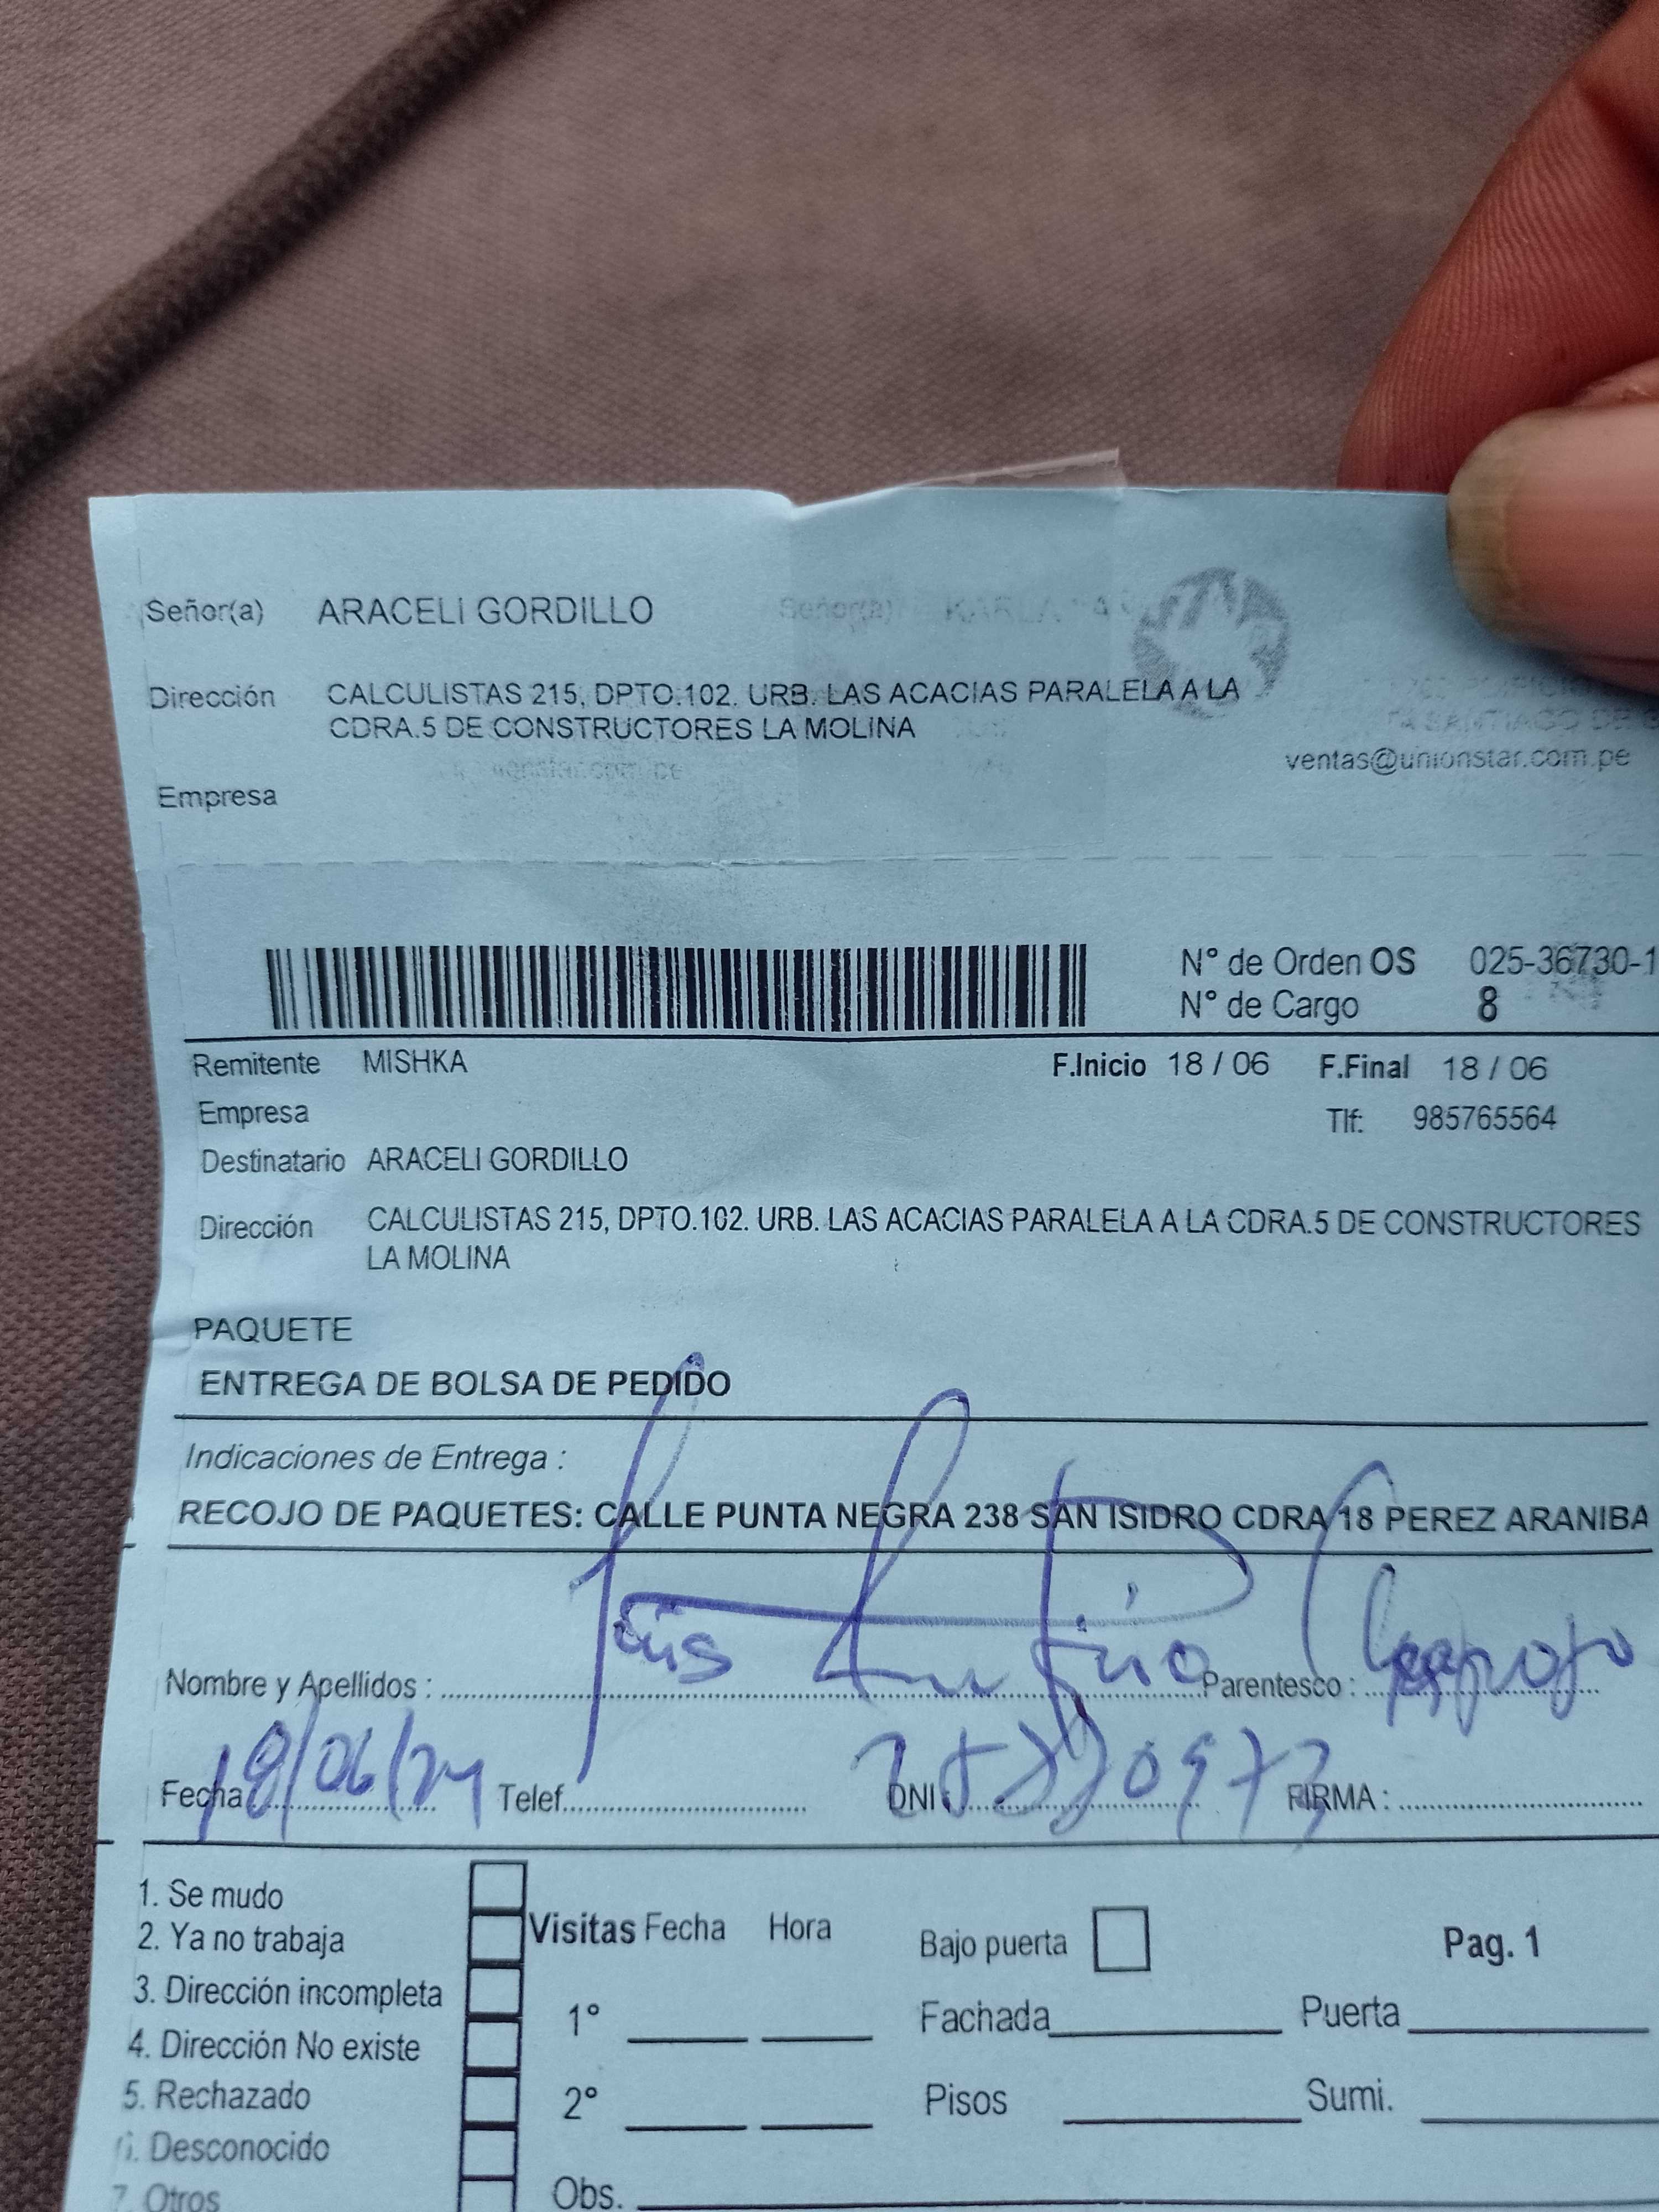 Señor(a) ARACELI GORDILLO
Dirección CALCULISTAS 215, DPTO.102. URB. LAS ACACIAS PARALELA A LA
CDRA.5 DE CONSTRUCTORES LA MOLINA
ventas@unionstar.com.pe
Empresa
N° de Orden OS 025-36730-1
N° de Cargo 8
Remitente MISHKA F.Inicio 18 / 06 F.Final 18 / 06
Empresa Tlf: 985765564
Destinatario ARACELI GORDILLO
Dirección CALCULISTAS 215, DPTO.102. URB. LAS ACACIAS PARALELA A LA CDRA.5 DE CONSTRUCTORES
LA MOLINA
PAQUETE
ENTREGA DE BOLSA DE PEDIDO
Indicaciones de Entrega :
RECOJO DE PAQUETES: CALLE PUNTA NEGRA 238 SAN ISIDRO CDRA 18 PEREZ ARANIBA
Nombre y Apellidos : Parentesco :
Fecha 18/06/24 Telef. DNI FIRMA :
1. Se mudo
2. Ya no trabaja Visitas Fecha Hora Bajo puerta Pag. 1
3. Dirección incompleta 1° Fachada Puerta
4. Dirección No existe
5. Rechazado 2° Pisos Sumi.
6. Desconocido
7. Otros Obs.